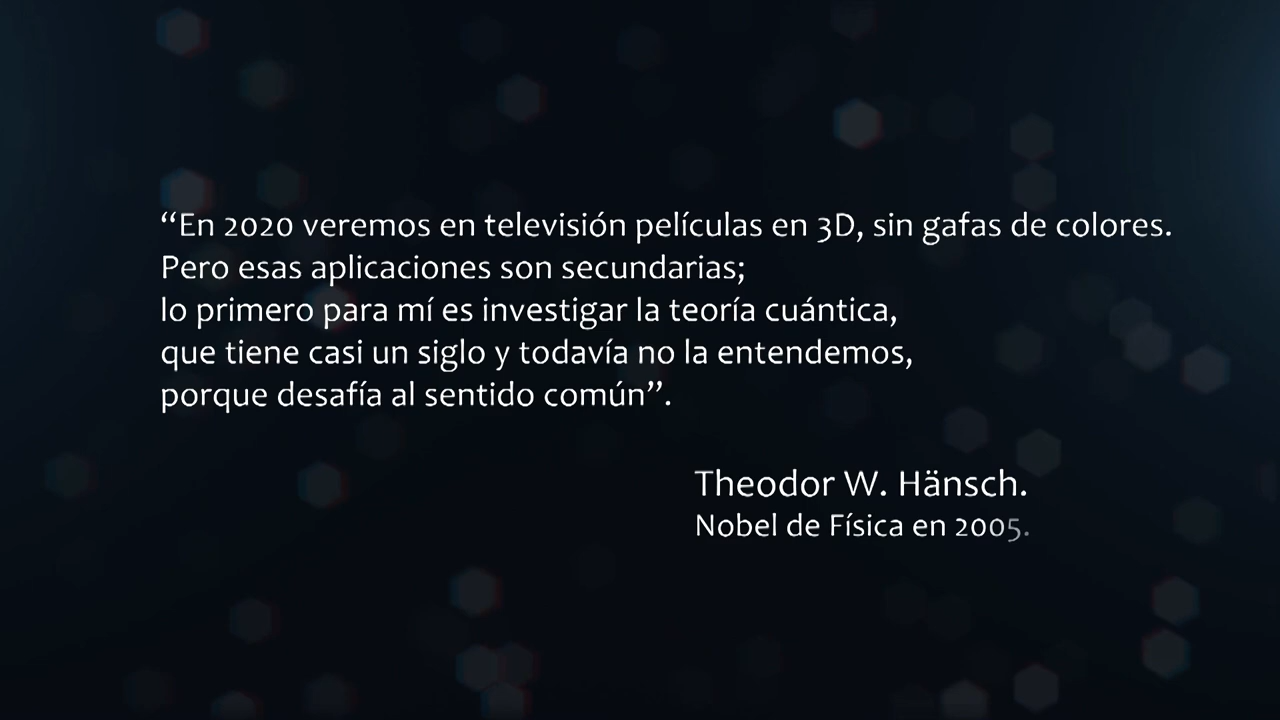 “En 2020 veremos en televisión películas en 3D, sin gafas de colores.
Pero esas aplicaciones son secundarias;
lo primero para mí es investigar la teoría cuántica,
que tiene casi un siglo y todavía no la entendemos,
porque desafía al sentido común”.
Theodor W. Hänsch.
Nobel de Física en 2005.